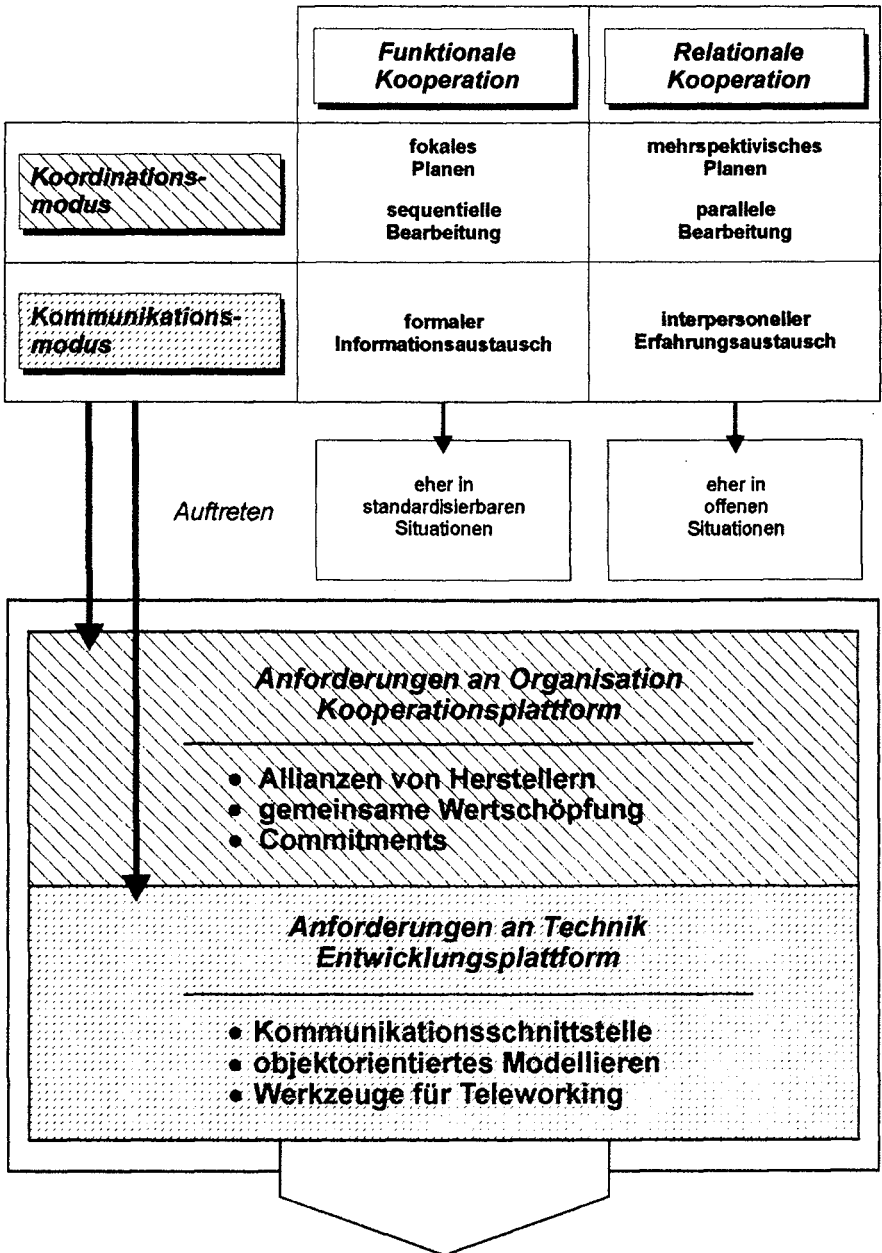 Funktionale
Kooperation
Relationale
Kooperation
Koordinations-
modus
fokales
Planen
sequentielle
Bearbeitung
mehrspektivisches
Planen
parallele
Bearbeitung
Kommunikations-
modus
formaler
Informationsaustausch
interpersoneller
Erfahrungsaustausch
Auftreten
eher in
standardisierbaren
Situationen
eher in
offenen
Situationen
Anforderungen an Organisation
Kooperationsplattform
• Allianzen von Herstellern
• gemeinsame Wertschöpfung
• Commitments
Anforderungen an Technik
Entwicklungsplattform
• Kommunikationsschnittstelle
• objektorientiertes Modellieren
• Werkzeuge für Teleworking